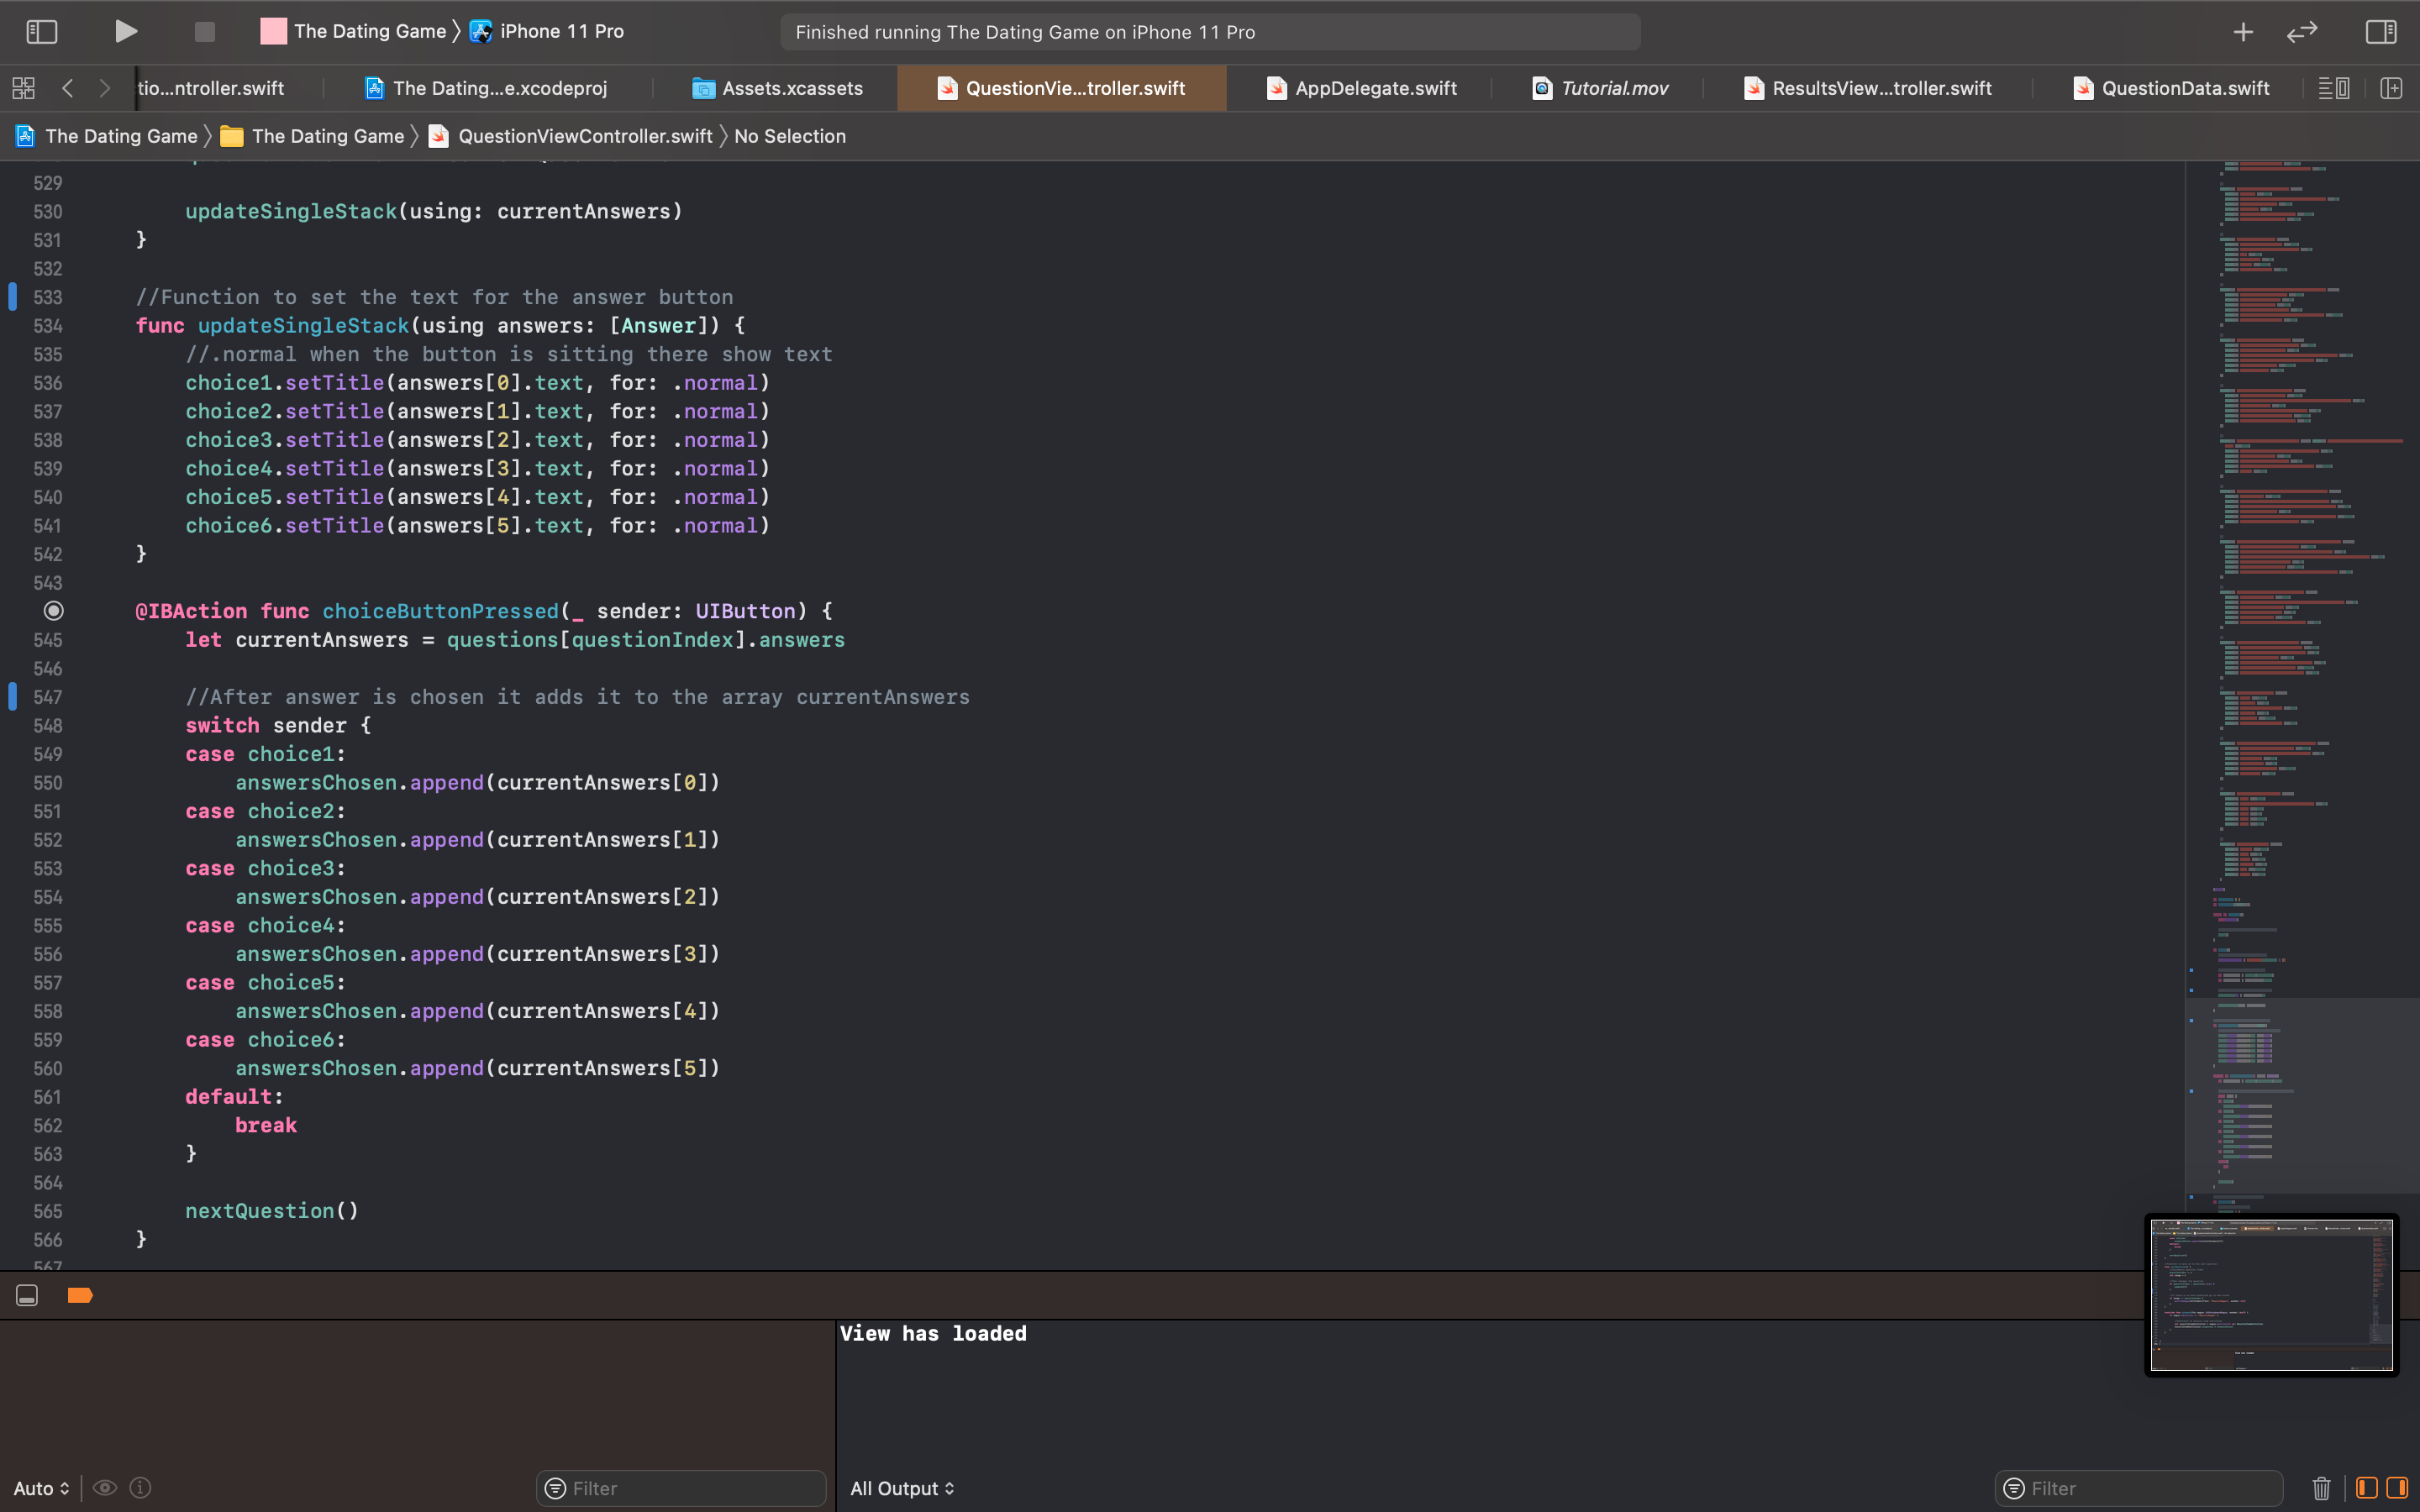 The Dating Game 〉 iPhone 11 Pro
Finished running The Dating Game on iPhone 11 Pro
tio...ntroller.swift
The Dating...e.xcodeproj
Assets.xcassets
QuestionVie...troller.swift
AppDelegate.swift
Tutorial.mov
ResultsView...troller.swift
QuestionData.swift
The Dating Game 〉 The Dating Game 〉 QuestionViewController.swift 〉 No Selection
529
530 updateSingleStack(using: currentAnswers)
531 }
532
533 //Function to set the text for the answer button
534 func updateSingleStack(using answers: [Answer]) {
535 //.normal when the button is sitting there show text
536 choice1.setTitle(answers[0].text, for: .normal)
537 choice2.setTitle(answers[1].text, for: .normal)
538 choice3.setTitle(answers[2].text, for: .normal)
539 choice4.setTitle(answers[3].text, for: .normal)
540 choice5.setTitle(answers[4].text, for: .normal)
541 choice6.setTitle(answers[5].text, for: .normal)
542 }
543
@IBAction func choiceButtonPressed(_ sender: UIButton) {
545 let currentAnswers = questions[questionIndex].answers
546
547 //After answer is chosen it adds it to the array currentAnswers
548 switch sender {
549 case choice1:
550 answersChosen.append(currentAnswers[0])
551 case choice2:
552 answersChosen.append(currentAnswers[1])
553 case choice3:
554 answersChosen.append(currentAnswers[2])
555 case choice4:
556 answersChosen.append(currentAnswers[3])
557 case choice5:
558 answersChosen.append(currentAnswers[4])
559 case choice6:
560 answersChosen.append(currentAnswers[5])
561 default:
562 break
563 }
564
565 nextQuestion()
566 }
567
View has loaded
Auto
Filter
All Output
Filter